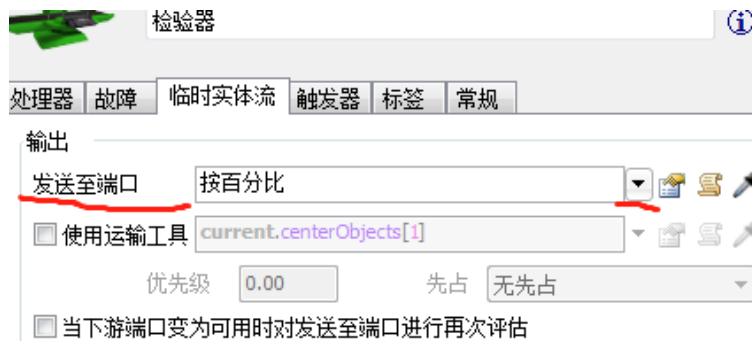 检验器
处理器 故障 临时实体流 触发器 标签 常规
输出
发送至端口 按百分比
使用运输工具 current.centerObjects[1]
优先级 0.00 先占 无先占
当下游端口变为可用时对发送至端口进行再次评估